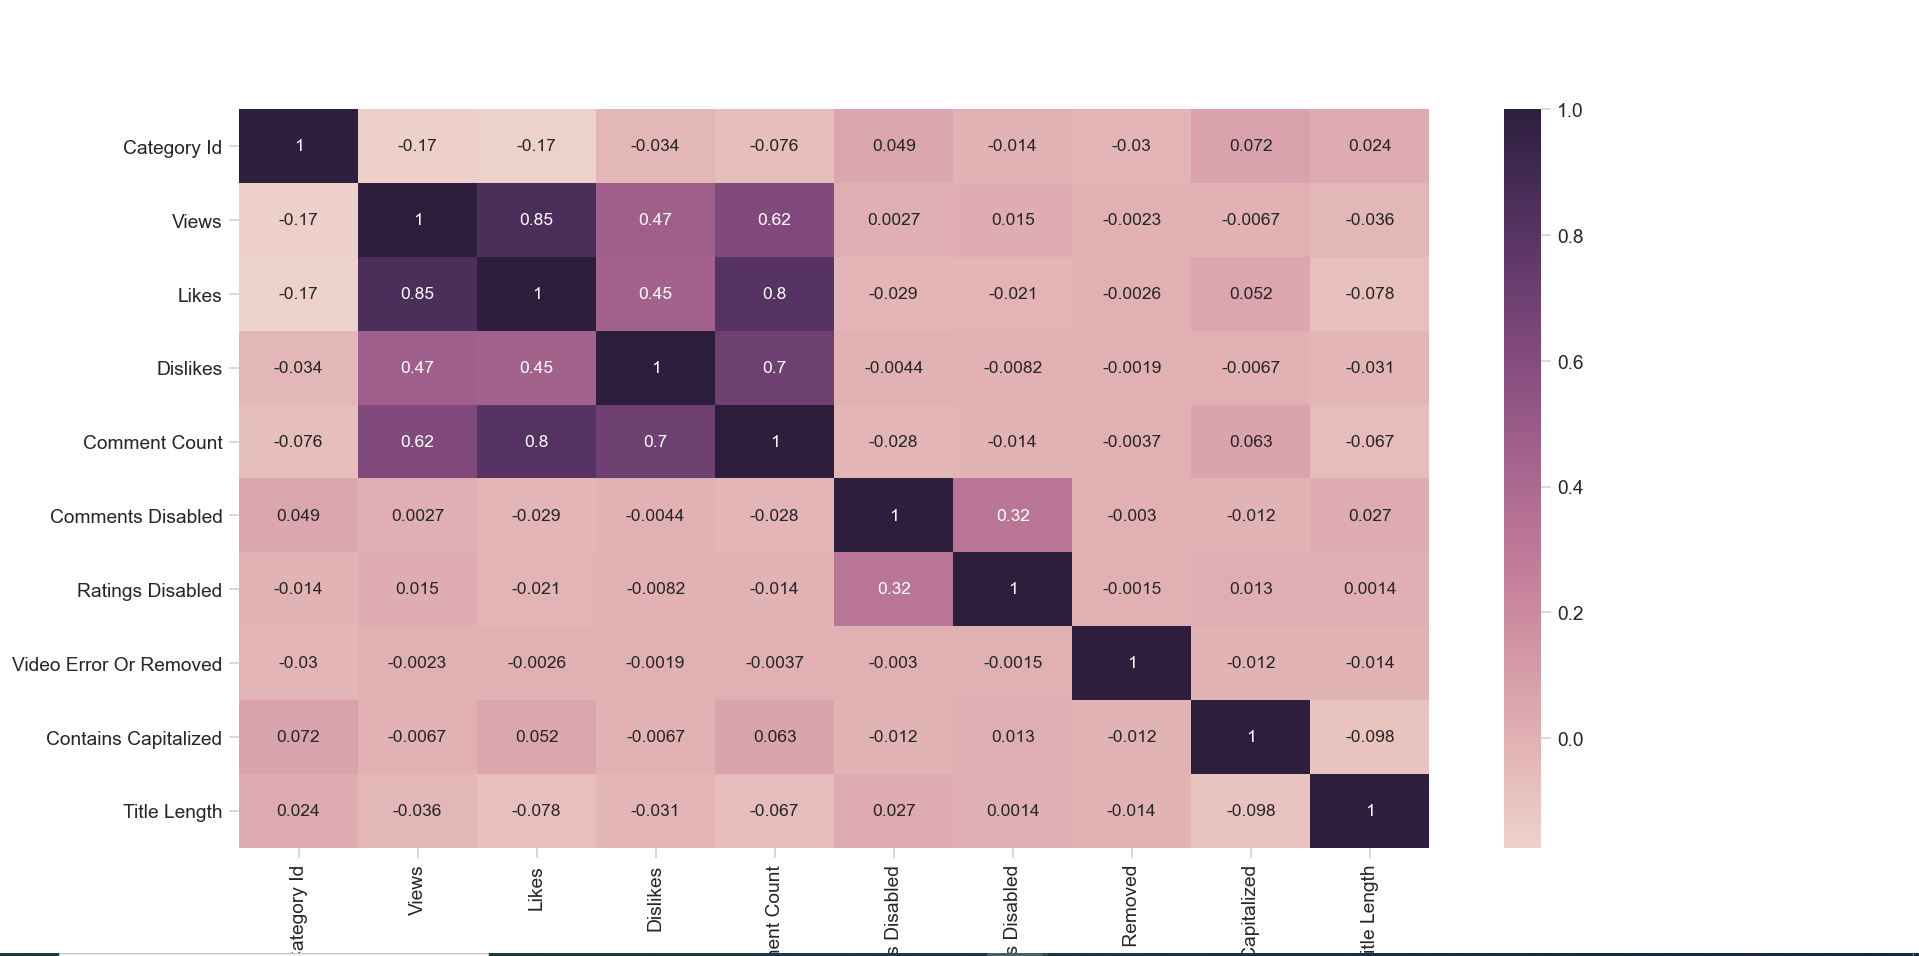 Category Id 1 -0.17 -0.17 -0.034 -0.076 0.049 -0.014 -0.03 0.072 0.024
Views -0.17 1 0.85 0.47 0.62 0.0027 0.015 -0.0023 -0.0067 -0.036
Likes -0.17 0.85 1 0.45 0.8 -0.029 -0.021 -0.0026 0.052 -0.078
Dislikes -0.034 0.47 0.45 1 0.7 -0.0044 -0.0082 -0.0019 -0.0067 -0.031
Comment Count -0.076 0.62 0.8 0.7 1 -0.028 -0.014 -0.0037 0.063 -0.067
Comments Disabled 0.049 0.0027 -0.029 -0.0044 -0.028 1 0.32 -0.003 -0.012 0.027
Ratings Disabled -0.014 0.015 -0.021 -0.0082 -0.014 0.32 1 -0.0015 0.013 0.0014
Video Error Or Removed -0.03 -0.0023 -0.0026 -0.0019 -0.0037 -0.003 -0.0015 1 -0.012 -0.014
Contains Capitalized 0.072 -0.0067 0.052 -0.0067 0.063 -0.012 0.013 -0.012 1 -0.098
Title Length 0.024 -0.036 -0.078 -0.031 -0.067 0.027 0.0014 -0.014 -0.098 1
ategory Id
Views
Likes
Dislikes
ent Count
s Disabled
s Disabled
Removed
Capitalized
itle Length
1.0
0.8
0.6
0.4
0.2
0.0